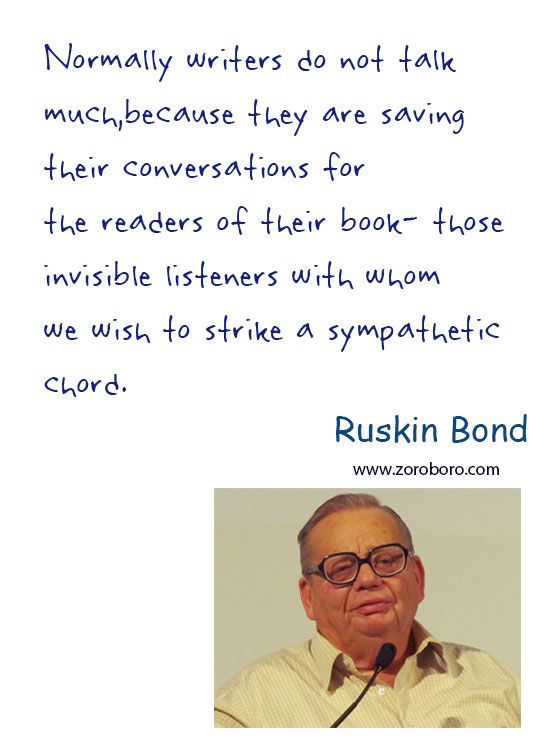 Normally writers do not talk
much,because they are saving
their conversations for
the readers of their book- those
invisible listeners with whom
we wish to strike a sympathetic
chord.
Ruskin Bond
www.zoroboro.com